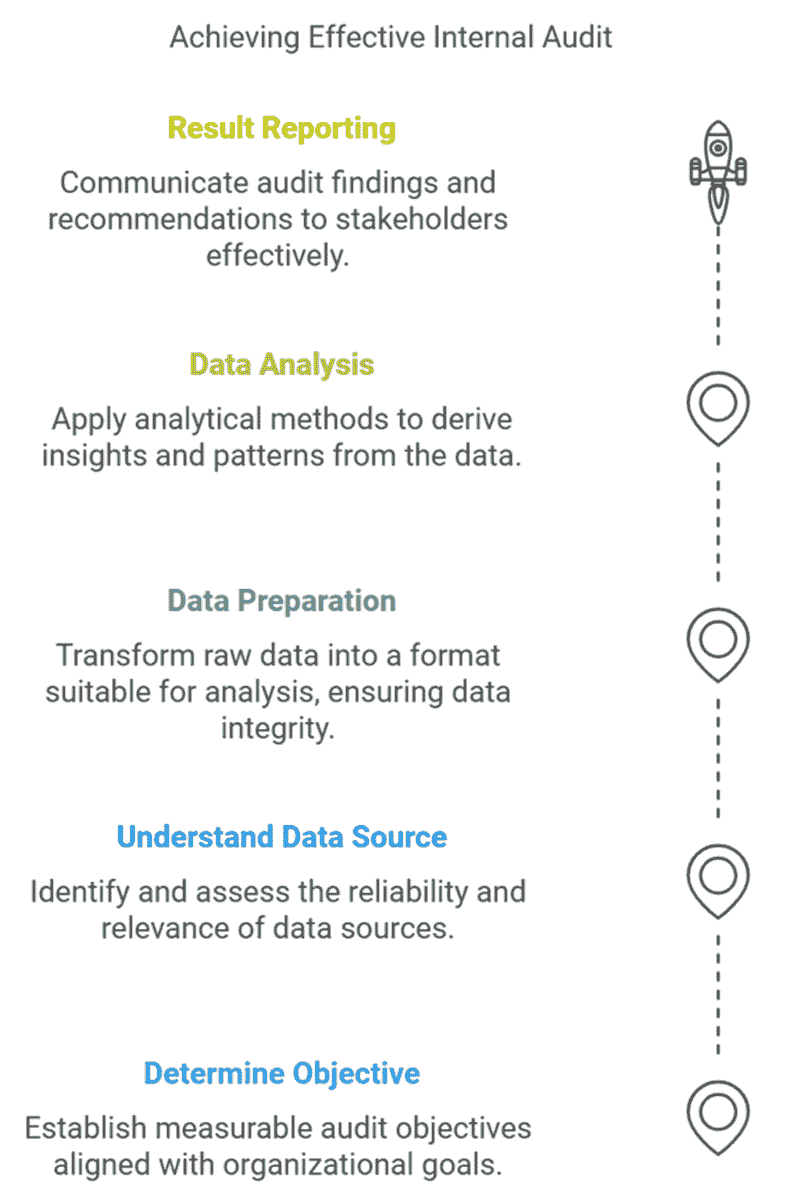 Achieving Effective Internal Audit
Result Reporting
Communicate audit findings and
recommendations to stakeholders
effectively.
Data Analysis
Apply analytical methods to derive
insights and patterns from the data.
Data Preparation
Transform raw data into a format
suitable for analysis, ensuring data
integrity.
Understand Data Source
Identify and assess the reliability and
relevance of data sources.
Determine Objective
Establish measurable audit objectives
aligned with organizational goals.